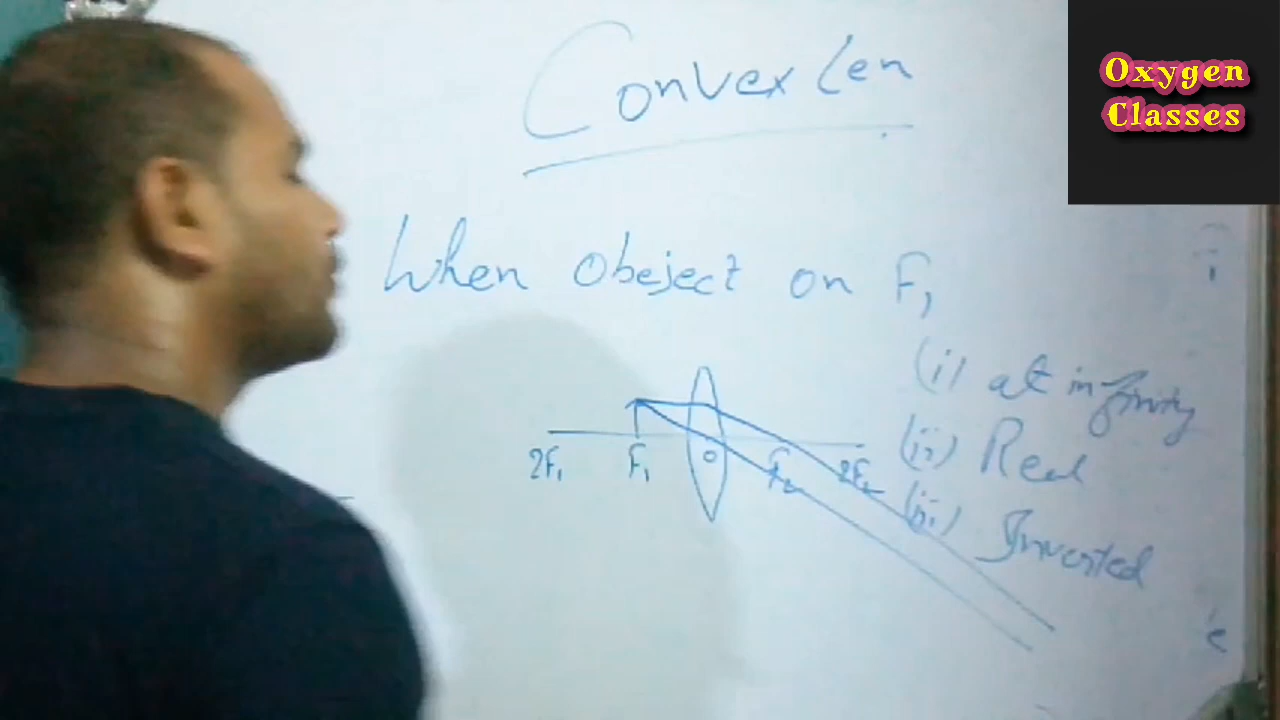 Oxygen
Classes
Convex len
When Obeject on F1
(i) at infinity
(ii) Real
(iii) Inverted
2F1 F1 O F2 2F2